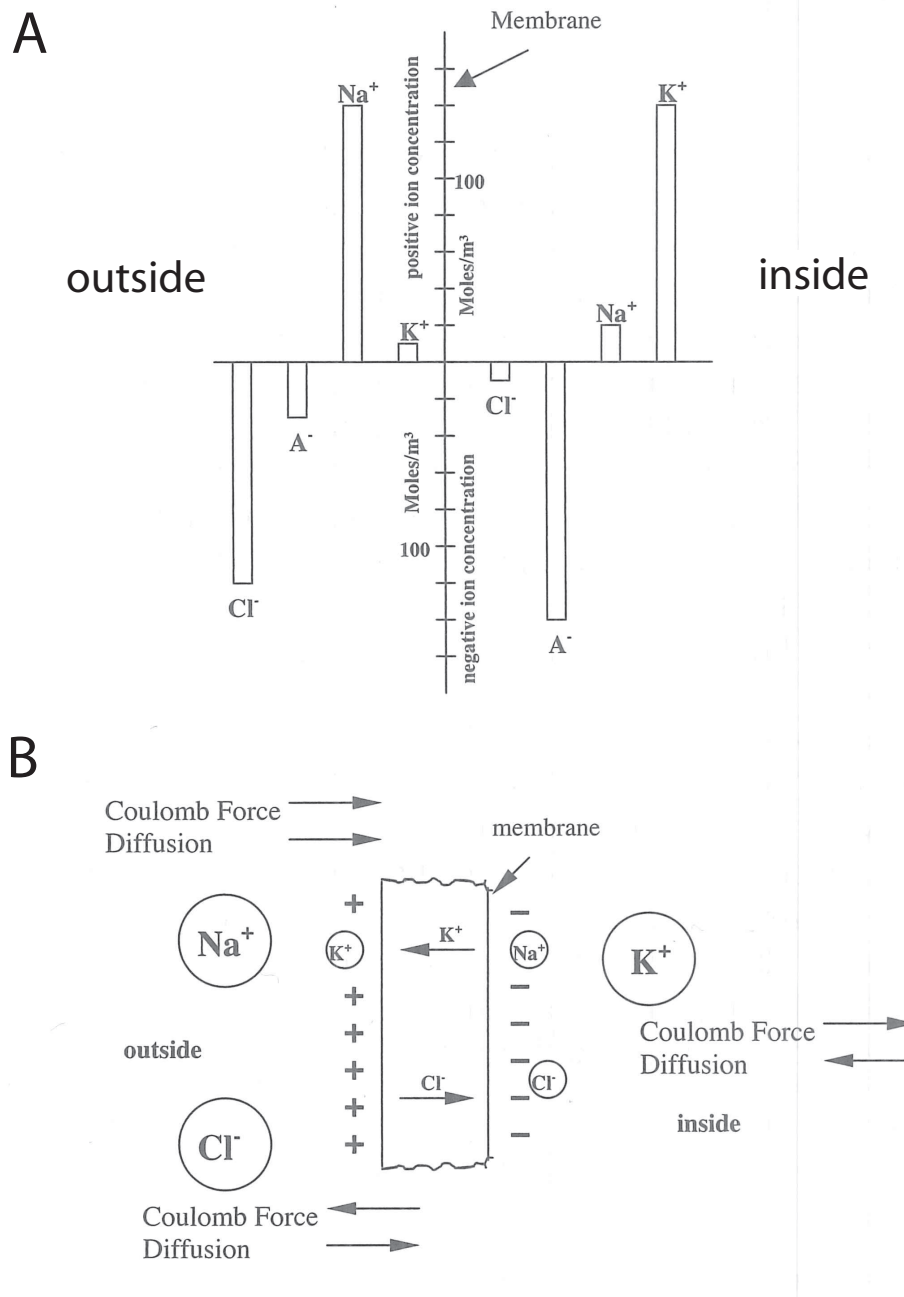 A
Membrane
Na⁺
K⁺
positive ion concentration
100
Moles/m³
outside
inside
K⁺
Na⁺
Cl⁻
A⁻
Moles/m³
negative ion concentration
100
Cl⁻
A⁻
B
Coulomb Force
Diffusion
membrane
Na⁺
K⁺
K⁺
Na⁺
K⁺
outside
Coulomb Force
Diffusion
Cl⁻
Cl⁻
inside
Cl⁻
Coulomb Force
Diffusion